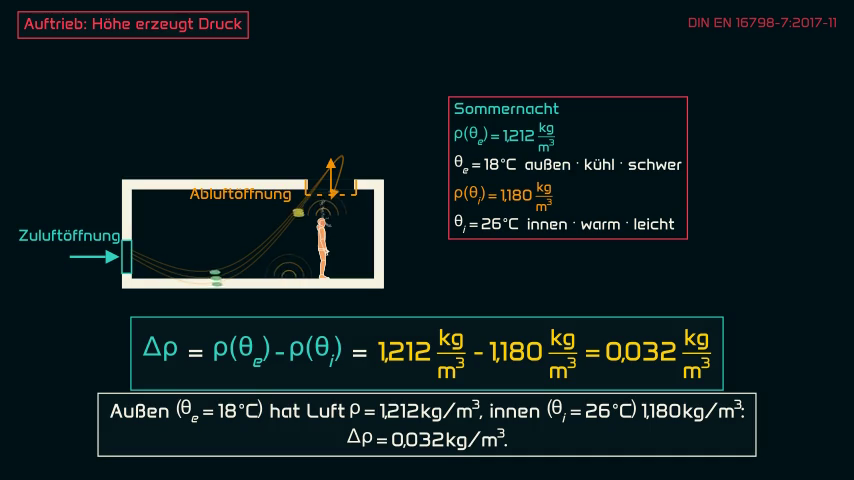 Auftrieb: Höhe erzeugt Druck
DIN EN 16798-7:2017-11
Sommernacht
ρ(θₑ) = 1,212 kg/m³
θₑ = 18°C außen · kühl · schwer
ρ(θᵢ) = 1,180 kg/m³
θᵢ = 26°C innen · warm · leicht
Abluftöffnung
Zuluftöffnung
Δρ = ρ(θₑ) - ρ(θᵢ) = 1,212 kg/m³ - 1,180 kg/m³ = 0,032 kg/m³
Außen (θₑ = 18°C) hat Luft ρ = 1,212kg/m³, innen (θᵢ = 26°C) 1,180kg/m³:
Δρ = 0,032kg/m³.